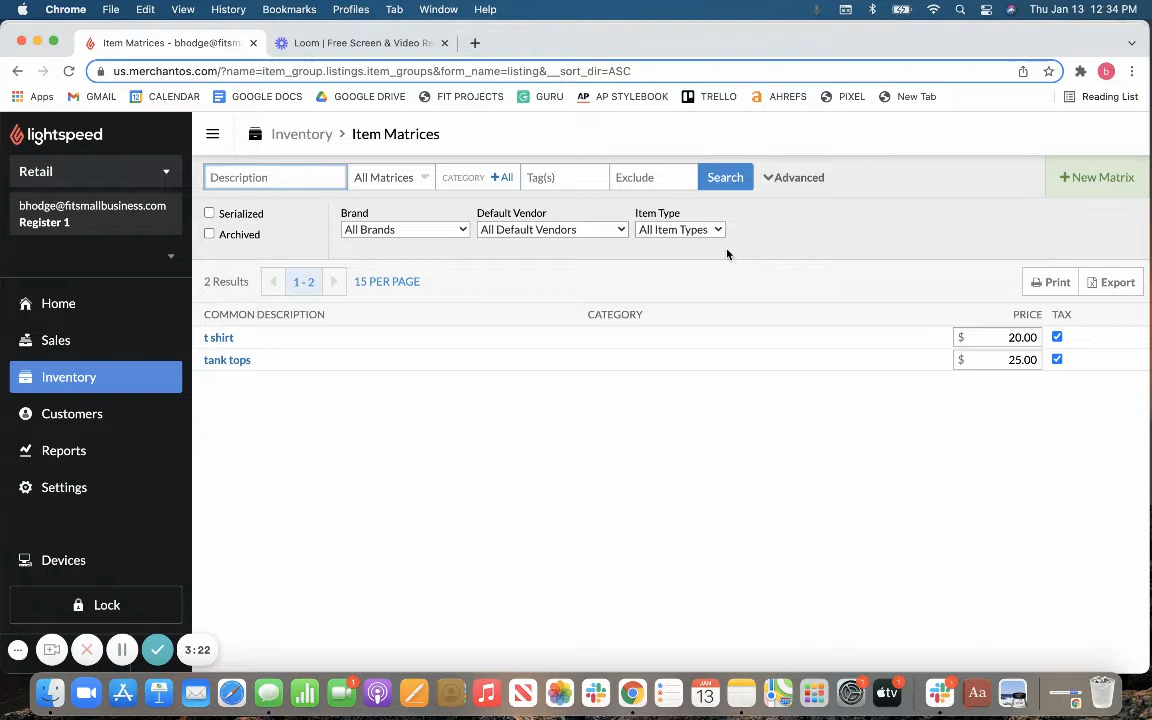 Chrome File Edit View History Bookmarks Profiles Tab Window Help Thu Jan 13 12:34 PM
Item Matrices - bhodge@fitsm Loom | Free Screen & Video Re
us.merchantos.com/?name=item_group.listings.item_groups&form_name=listing&__sort_dir=ASC b
Apps GMAIL CALENDAR GOOGLE DOCS GOOGLE DRIVE FIT PROJECTS GURU AP AP STYLEBOOK TRELLO AHREFS PIXEL New Tab Reading List
lightspeed
Inventory > Item Matrices
Retail
bhodge@fitsmallbusiness.com
Register 1
Home
Sales
Inventory
Customers
Reports
Settings
Devices
Lock
Description All Matrices CATEGORY +All Tag(s) Exclude Search Advanced +New Matrix
Serialized
Archived
Brand Default Vendor Item Type
All Brands All Default Vendors All Item Types
2 Results 1 - 2 15 PER PAGE Print Export
COMMON DESCRIPTION CATEGORY PRICE TAX
t shirt $ 20.00
tank tops $ 25.00
3:22
JAN
13
tv
Aa